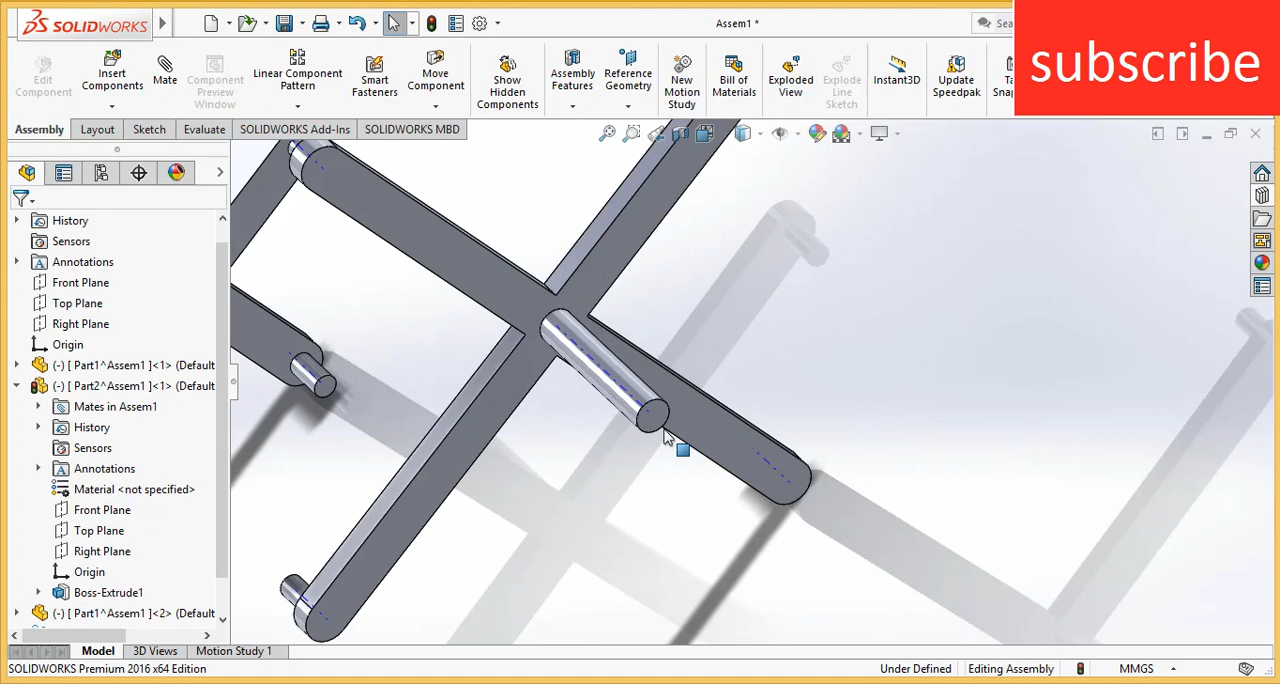 SOLIDWORKS
Assem1 *
Sea
subscribe
Edit Component
Insert Components
Mate
Component Preview Window
Linear Component Pattern
Smart Fasteners
Move Component
Show Hidden Components
Assembly Features
Reference Geometry
New Motion Study
Bill of Materials
Exploded View
Explode Line Sketch
Instant3D
Update Speedpak
Ta
Snap
Assembly
Layout
Sketch
Evaluate
SOLIDWORKS Add-Ins
SOLIDWORKS MBD
History
Sensors
Annotations
Front Plane
Top Plane
Right Plane
Origin
(-) [ Part1^Assem1 ]<1> (Default
(-) [ Part2^Assem1 ]<1> (Default
Mates in Assem1
History
Sensors
Annotations
Material <not specified>
Front Plane
Top Plane
Right Plane
Origin
Boss-Extrude1
(-) [ Part1^Assem1 ]<2> (Default
Model
3D Views
Motion Study 1
SOLIDWORKS Premium 2016 x64 Edition
Under Defined
Editing Assembly
MMGS